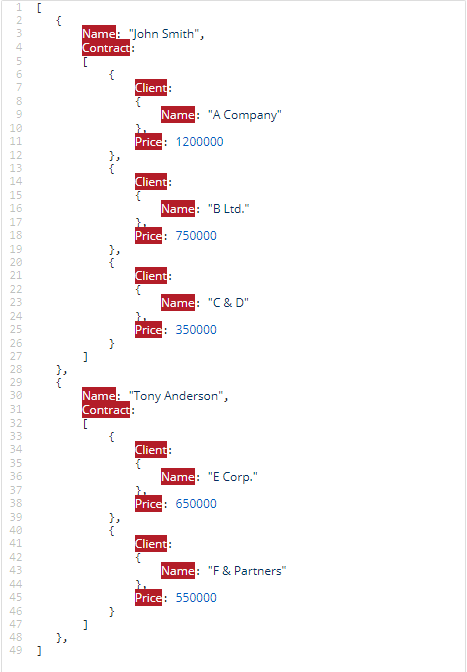 1 [
2 {
3 Name: "John Smith",
4 Contract:
5 [
6 {
7 Client:
8 {
9 Name: "A Company"
10 },
11 Price: 1200000
12 },
13 {
14 Client:
15 {
16 Name: "B Ltd."
17 },
18 Price: 750000
19 },
20 {
21 Client:
22 {
23 Name: "C & D"
24 },
25 Price: 350000
26 }
27 ]
28 },
29 {
30 Name: "Tony Anderson",
31 Contract:
32 [
33 {
34 Client:
35 {
36 Name: "E Corp."
37 },
38 Price: 650000
39 },
40 {
41 Client:
42 {
43 Name: "F & Partners"
44 },
45 Price: 550000
46 }
47 ]
48 },
49 ]